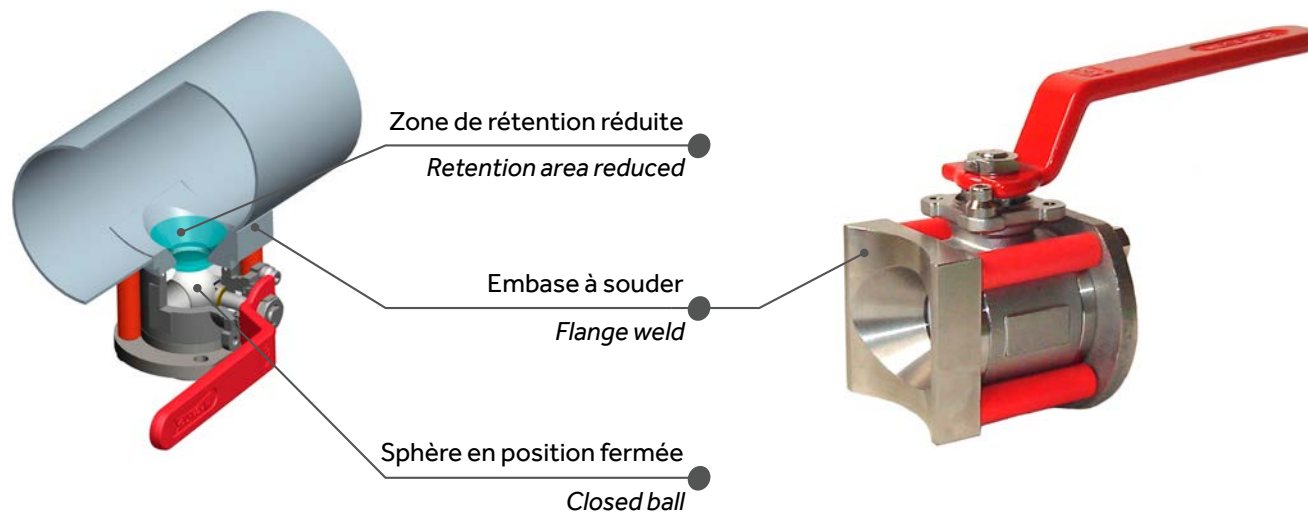 Zone de rétention réduite
Retention area reduced
Embase à souder
Flange weld
Sphère en position fermée
Closed ball